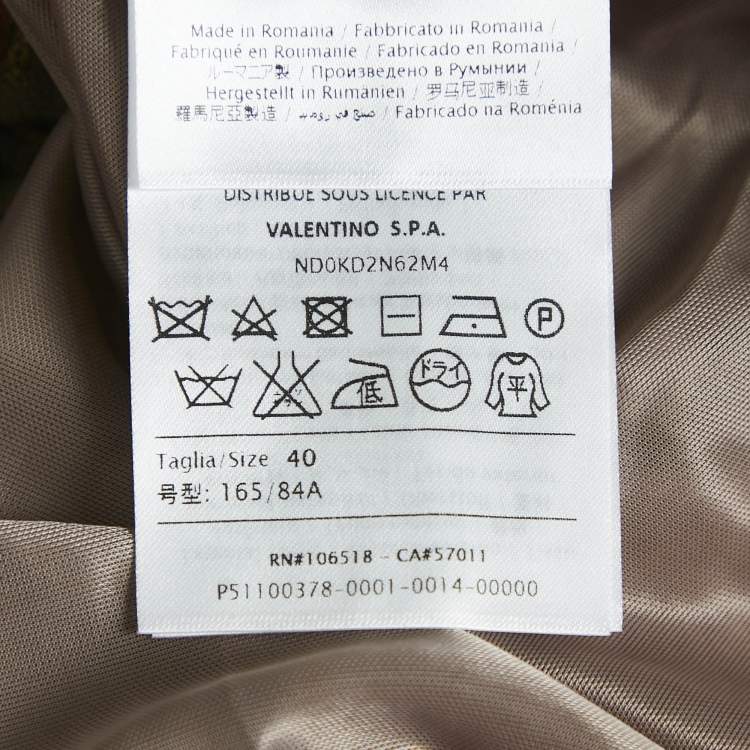 Made in Romania / Fabbricato in Romania /
Fabriqué en Roumanie / Fabricado en Romania /
ルーマニア製 / Произведено в Румынии /
Hergestellt in Rumänien / 罗马尼亚制造 /
羅馬尼亞製造 / صنع في رومانيا / Fabricado na Roménia
DISTRIBUÉ SOUS LICENCE PAR
VALENTINO S.P.A.
ND0KD2N62M4
P
低 ドライ 平
Taglia/Size 40
号型: 165/84A
RN#106518 - CA#57011
P51100378-0001-0014-00000